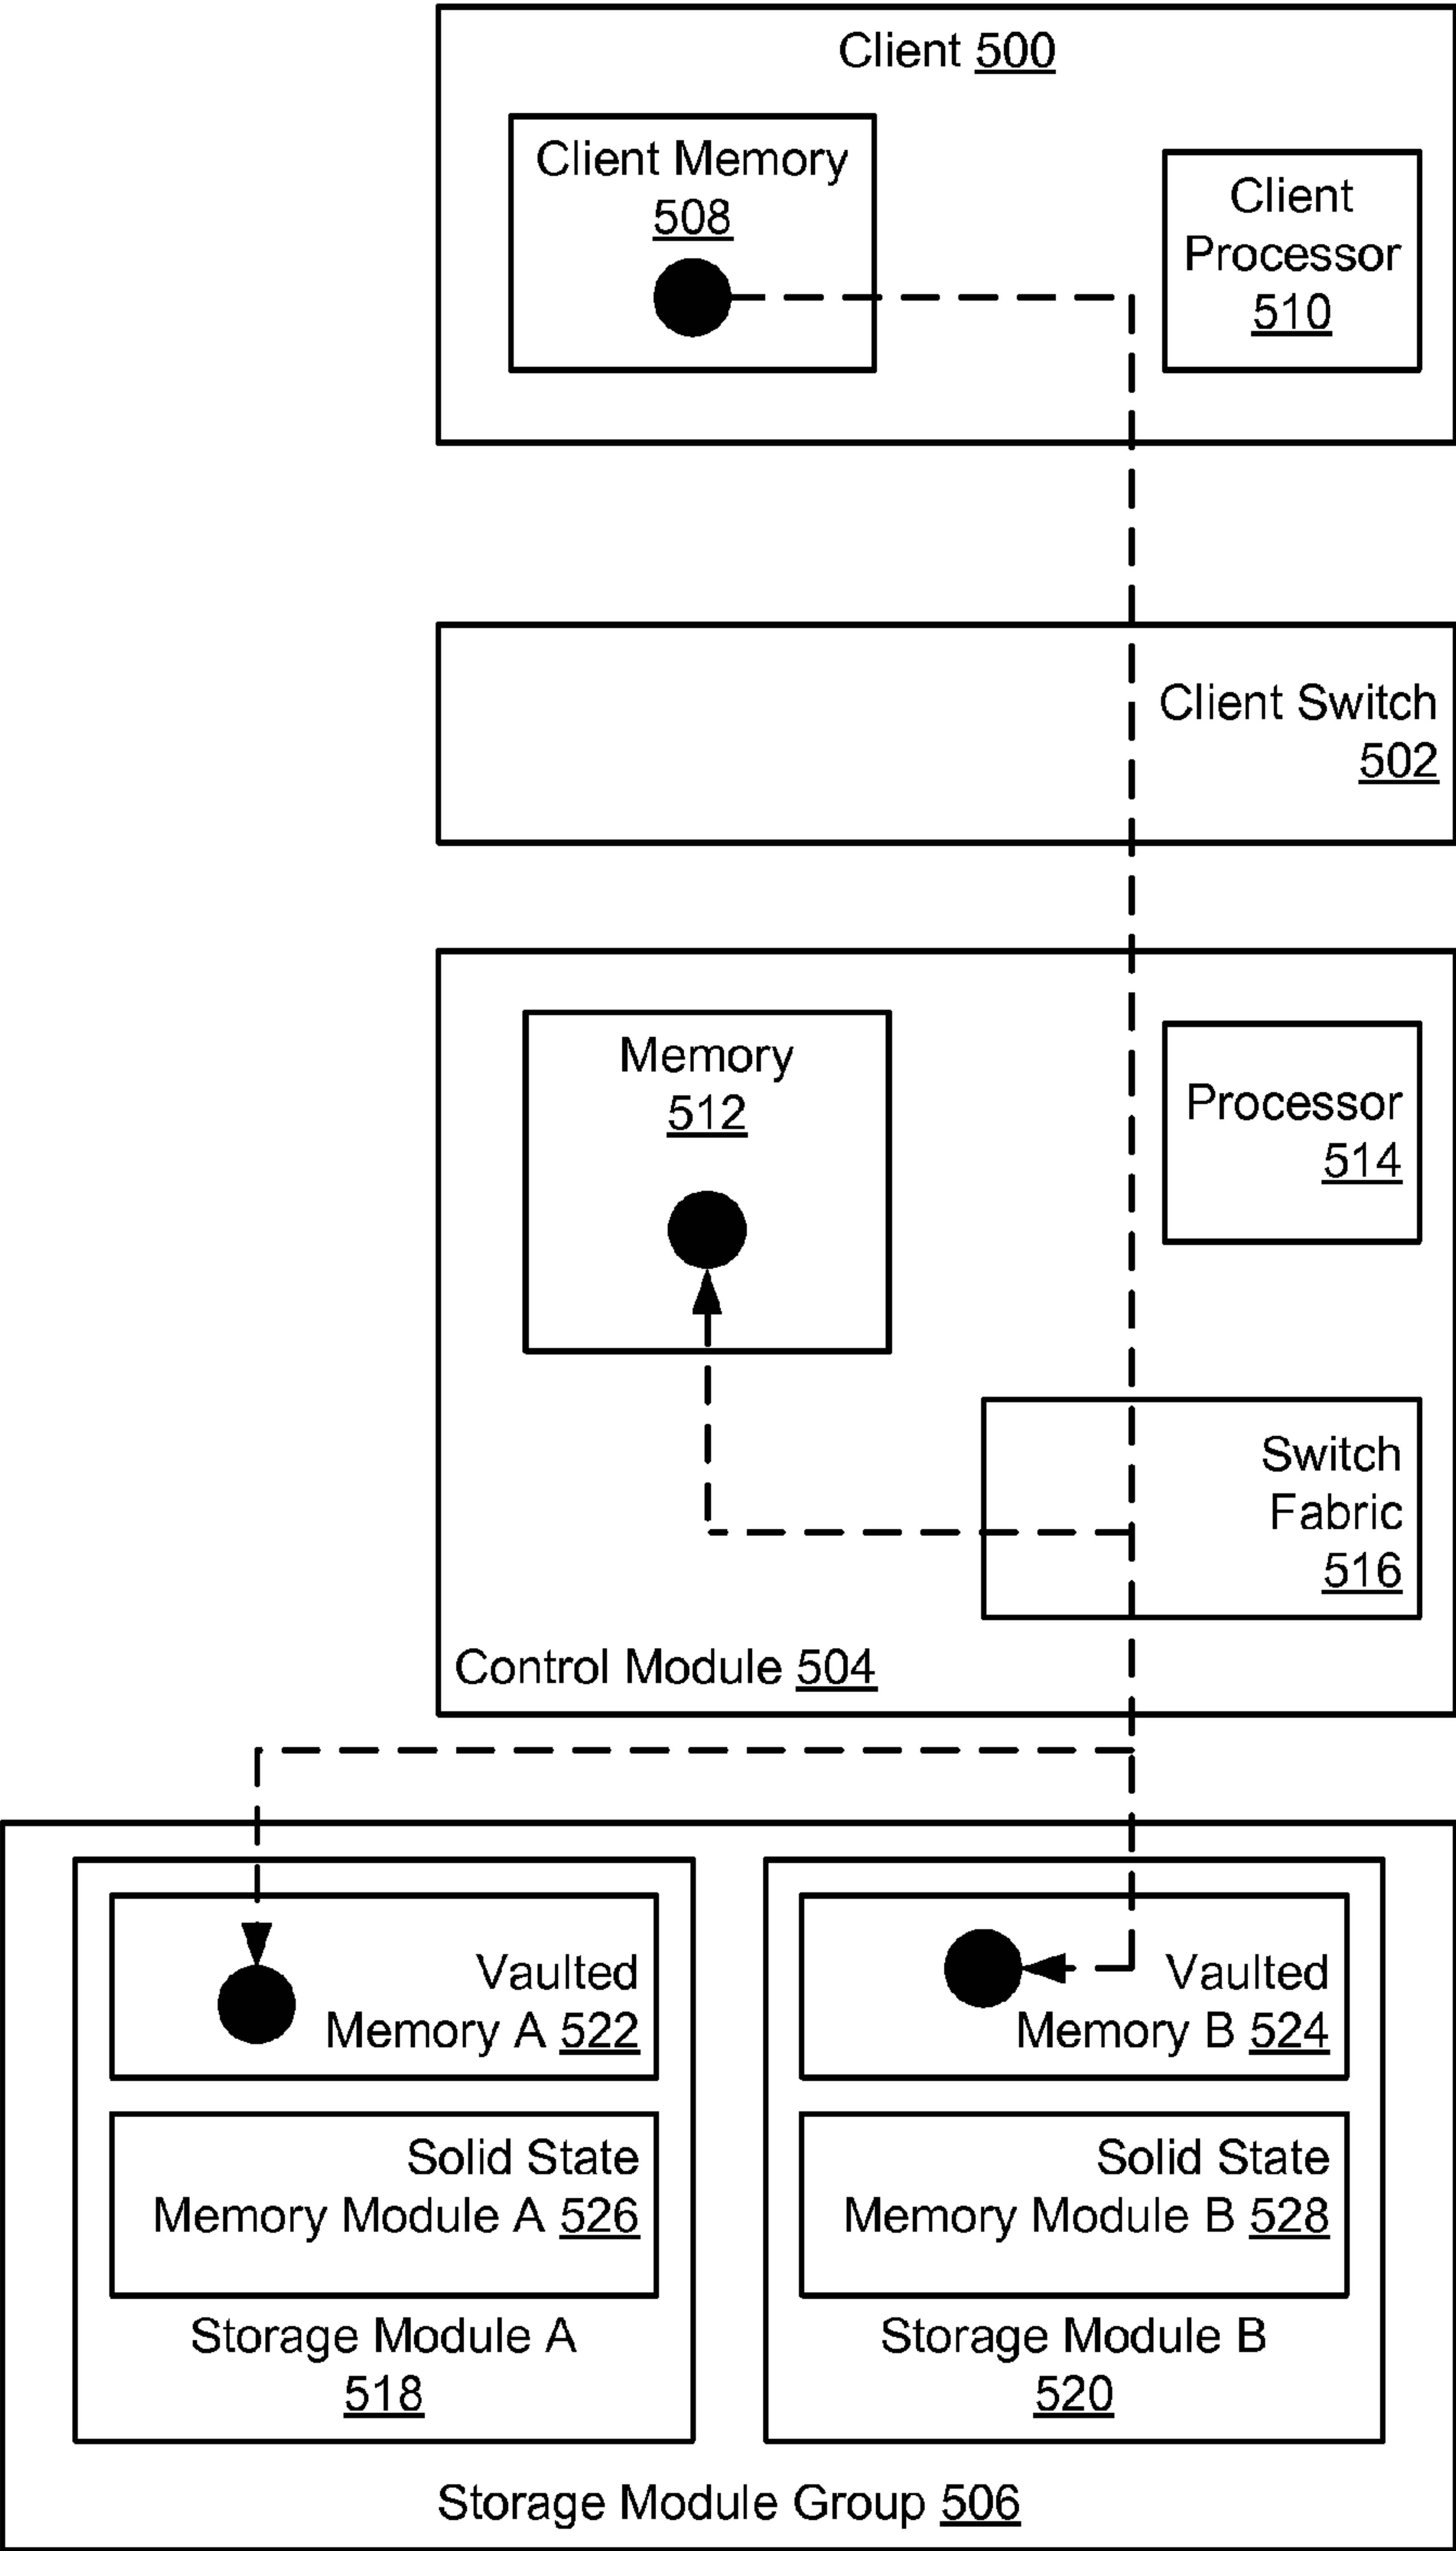 Client 500
Client Memory
508
Client
Processor
510
Client Switch
502
Memory
512
Processor
514
Switch
Fabric
516
Control Module 504
Vaulted
Memory A 522
Solid State
Memory Module A 526
Storage Module A
518
Vaulted
Memory B 524
Solid State
Memory Module B 528
Storage Module B
520
Storage Module Group 506